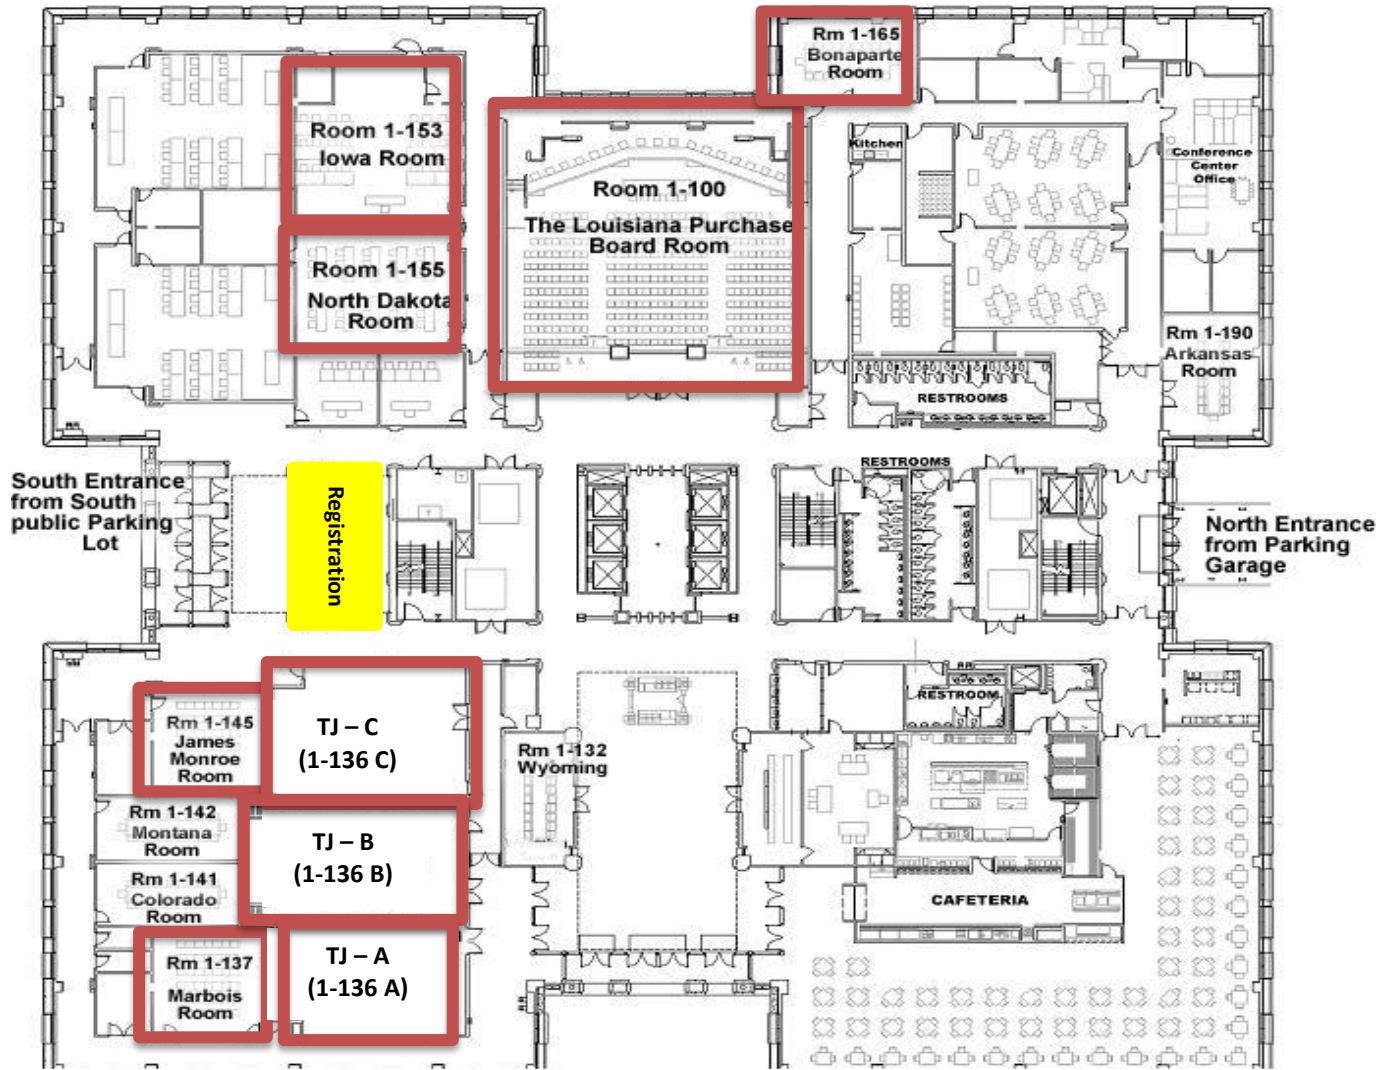 Rm 1-165
Bonaparte
Room
Room 1-153
Iowa Room
Kitchen
Conference
Center
Office
Room 1-100
The Louisiana Purchase
Board Room
Room 1-155
North Dakota
Room
Rm 1-190
Arkansas
Room
RESTROOMS
South Entrance
from South
public Parking
Lot
Registration
RESTROOMS
North Entrance
from Parking
Garage
Rm 1-145
James
Monroe
Room
TJ – C
(1-136 C)
Rm 1-132
Wyoming
RESTROOM
Rm 1-142
Montana
Room
TJ – B
(1-136 B)
Rm 1-141
Colorado
Room
CAFETERIA
Rm 1-137
Marbois
Room
TJ – A
(1-136 A)